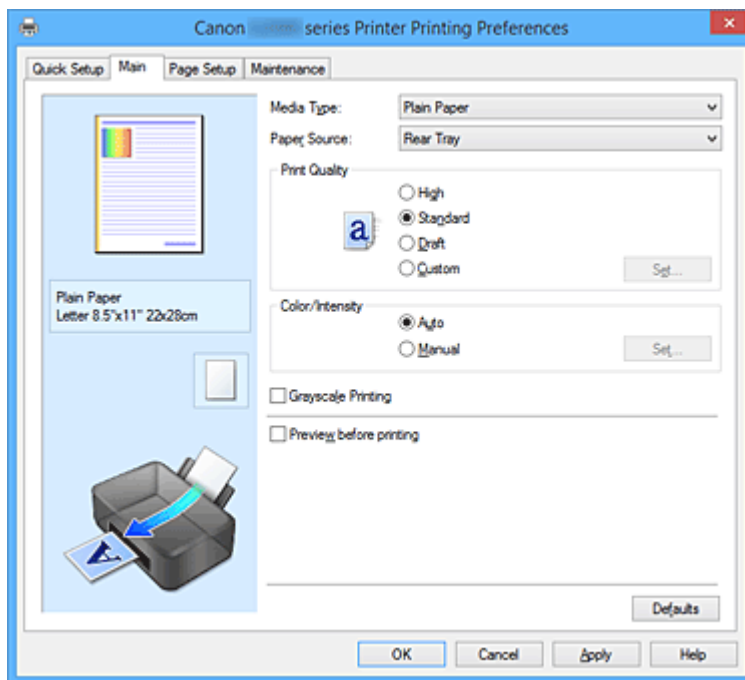 Canon series Printer Printing Preferences
Quick Setup Main Page Setup Maintenance
Media Type: Plain Paper
Paper Source: Rear Tray
Print Quality
High
a Standard
Draft
Custom Set...
Plain Paper
Letter 8.5"x11" 22x28cm
Color/Intensity
Auto
Manual Set...
Grayscale Printing
Preview before printing
A
Defaults
OK Cancel Apply Help